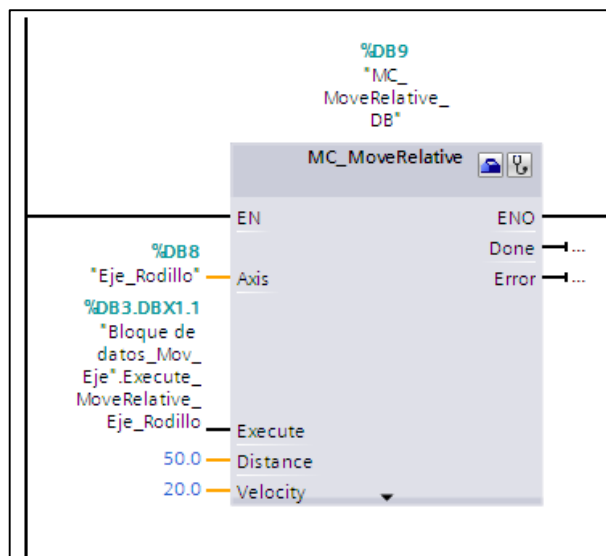 %DB9
"MC_
MoveRelative_
DB"
MC_MoveRelative
EN
ENO
%DB8
Done
...
"Eje_Rodillo"
Axis
Error
...
%DB3.DBX1.1
"Bloque de
datos_Mov_
Eje".Execute_
MoveRelative_
Eje_Rodillo
Execute
50.0
Distance
20.0
Velocity